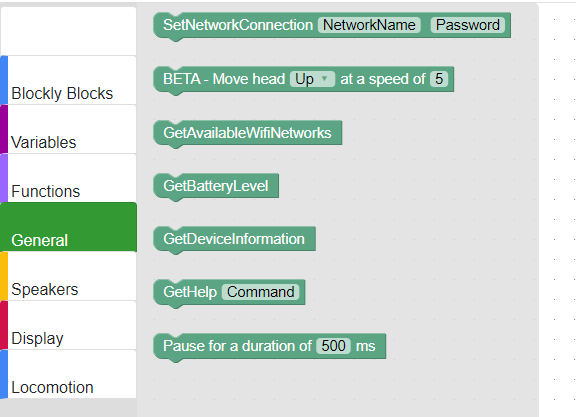 SetNetworkConnection NetworkName Password
BETA - Move head Up at a speed of 5
Blockly Blocks
GetAvailableWifiNetworks
Variables
GetBatteryLevel
Functions
General
GetDeviceInformation
Speakers
GetHelp Command
Display
Pause for a duration of 500 ms
Locomotion